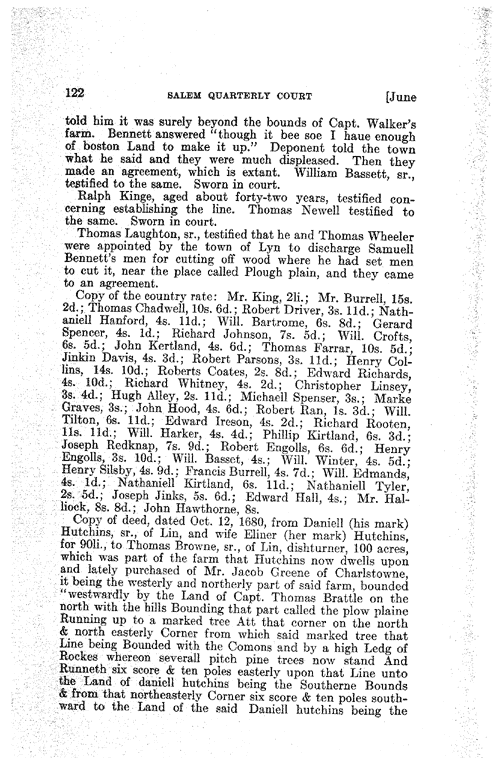 122 SALEM QUARTERLY COURT [June
told him it was surely beyond the bounds of Capt. Walker's
farm. Bennett answered "though it bee soe I haue enough
of boston Land to make it up." Deponent told the town
what he said and they were much displeased. Then they
made an agreement, which is extant. William Bassett, sr.,
testified to the same. Sworn in court.
Ralph Kinge, aged about forty-two years, testified con-
cerning establishing the line. Thomas Newell testified to
the same. Sworn in court.
Thomas Laughton, sr., testified that he and Thomas Wheeler
were appointed by the town of Lyn to discharge Samuell
Bennett's men for cutting off wood where he had set men
to cut it, near the place called Plough plain, and they came
to an agreement.
Copy of the country rate: Mr. King, 2li.; Mr. Burrell, 15s.
2d.; Thomas Chadwell, 10s. 6d.; Robert Driver, 3s. 11d.; Nath-
aniell Hanford, 4s. 11d.; Will. Bartrome, 6s. 8d.; Gerard
Spencer, 4s. 1d.; Richard Johnson, 7s. 5d.; Will. Crofts,
6s. 5d.; John Kertland, 4s. 6d.; Thomas Farrar, 10s. 5d.;
Jinkin Davis, 4s. 3d.; Robert Parsons, 3s. 11d.; Henry Col-
lins, 14s. 10d.; Roberts Coates, 2s. 8d.; Edward Richards,
4s. 10d.; Richard Whitney, 4s. 2d.; Christopher Linsey,
3s. 4d.; Hugh Alley, 2s. 11d.; Michaell Spenser, 3s.; Marke
Graves, 3s.; John Hood, 4s. 6d.; Robert Ran, 1s. 3d.; Will.
Tilton, 6s. 11d.; Edward Ireson, 4s. 2d.; Richard Rooten,
11s. 11d.; Will. Harker, 4s. 4d.; Phillip Kirtland, 6s. 3d.;
Joseph Redknap, 7s. 9d.; Robert Engolls, 6s. 6d.; Henry
Engolls, 3s. 10d.; Will. Basset, 4s.; Will. Winter, 4s. 5d.;
Henry Silsby, 4s. 9d.; Francis Burrell, 4s. 7d.; Will. Edmands,
4s. 1d.; Nathaniell Kirtland, 6s. 11d.; Nathaniell Tyler,
2s. 5d.; Joseph Jinks, 5s. 6d.; Edward Hall, 4s.; Mr. Hal-
liock, 8s. 8d.; John Hawthorne, 8s.
Copy of deed, dated Oct. 12, 1680, from Daniell (his mark)
Hutchins, sr., of Lin, and wife Eliner (her mark) Hutchins,
for 90li., to Thomas Browne, sr., of Lin, dishturner, 100 acres,
which was part of the farm that Hutchins now dwells upon
and lately purchased of Mr. Jacob Greene of Charlstowne,
it being the westerly and northerly part of said farm, bounded
"westwardly by the Land of Capt. Thomas Brattle on the
north with the hills Bounding that part called the plow plaine
Running up to a marked tree Att that corner on the north
& north easterly Corner from which said marked tree that
Line being Bounded with the Comons and by a high Ledg of
Rockes whereon severall pitch pine trees now stand And
Runneth six score & ten poles easterly upon that Line unto
the Land of daniell hutchins being the Southerne Bounds
& from that northeasterly Corner six score & ten poles south-
ward to the Land of the said Daniell hutchins being the